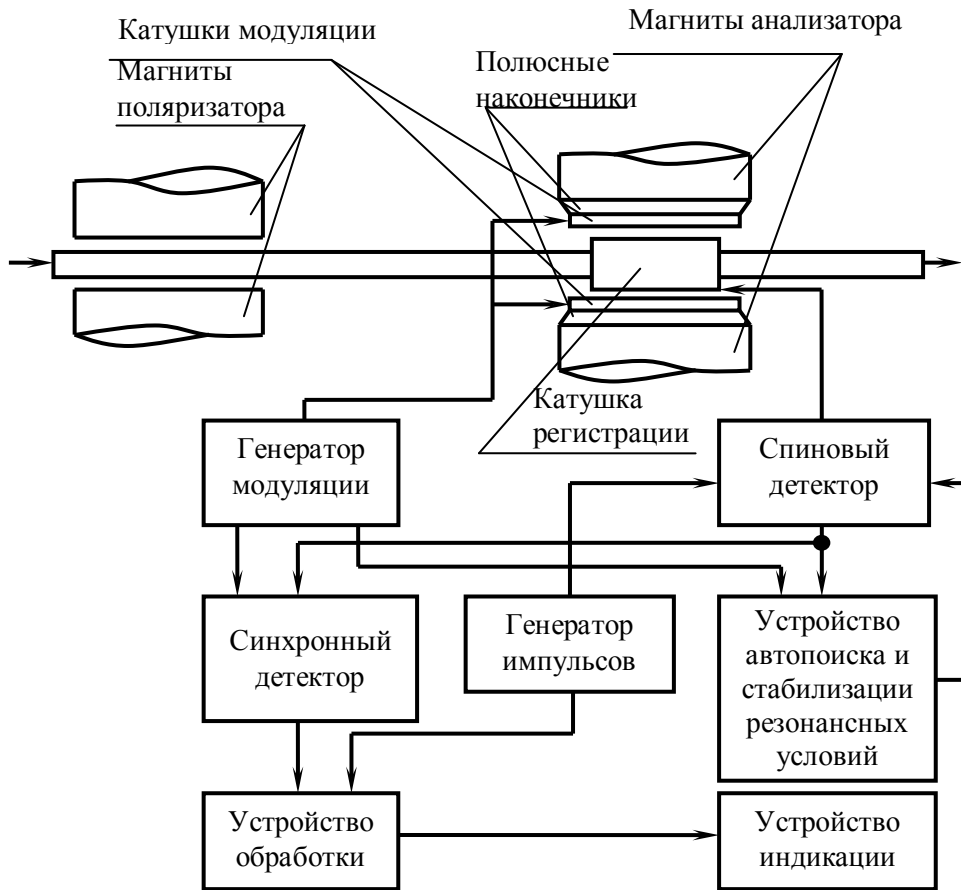 Катушки модуляции
Магниты анализатора
Магниты
поляризатора
Полюсные
наконечники
Катушка
регистрации
Генератор
модуляции
Спиновый
детектор
Синхронный
детектор
Генератор
импульсов
Устройство
автопоиска и
стабилизации
резонансных
условий
Устройство
обработки
Устройство
индикации